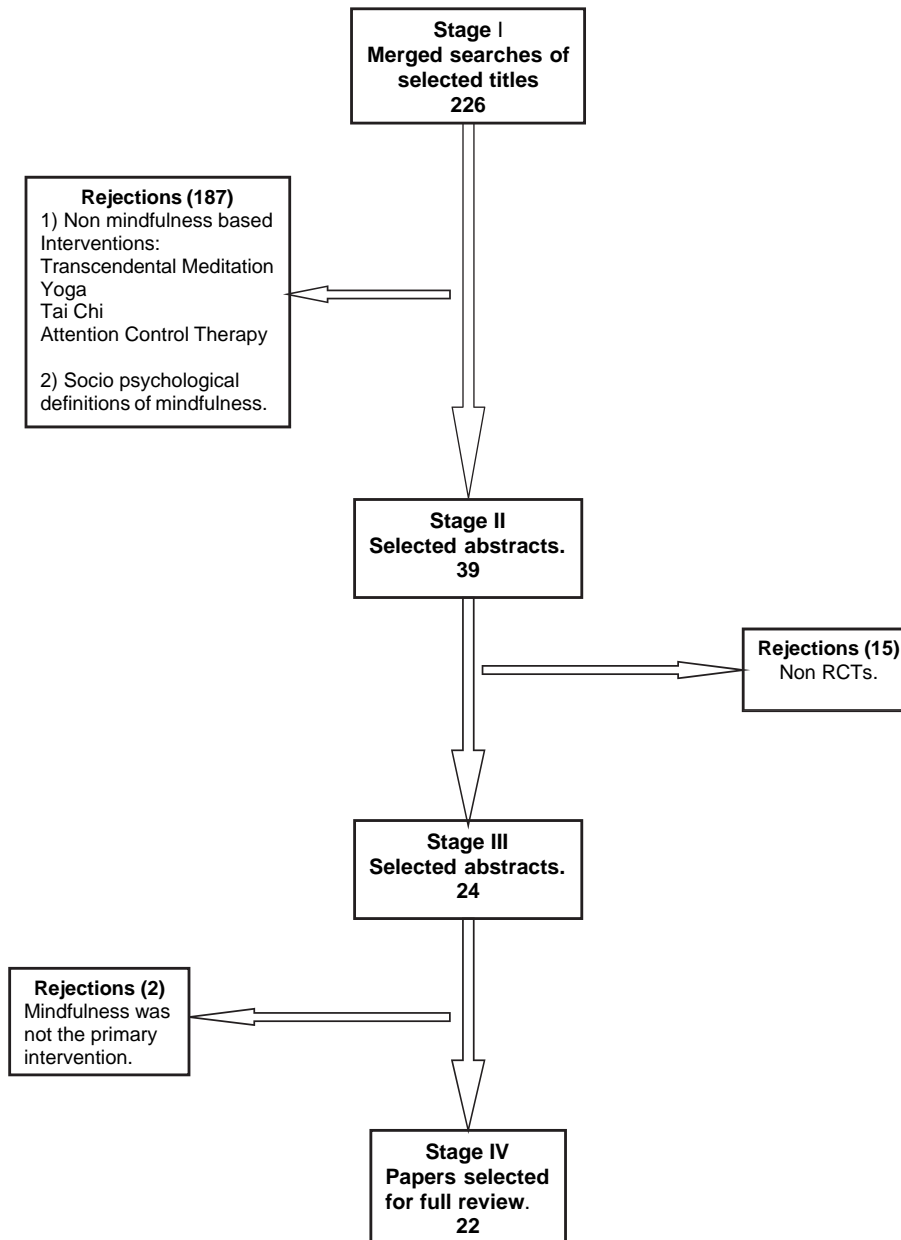 Stage I
Merged searches of
selected titles
226
Rejections (187)
1) Non mindfulness based
Interventions:
Transcendental Meditation
Yoga
Tai Chi
Attention Control Therapy
2) Socio psychological
definitions of mindfulness.
Stage II
Selected abstracts.
39
Rejections (15)
Non RCTs.
Stage III
Selected abstracts.
24
Rejections (2)
Mindfulness was
not the primary
intervention.
Stage IV
Papers selected
for full review.
22